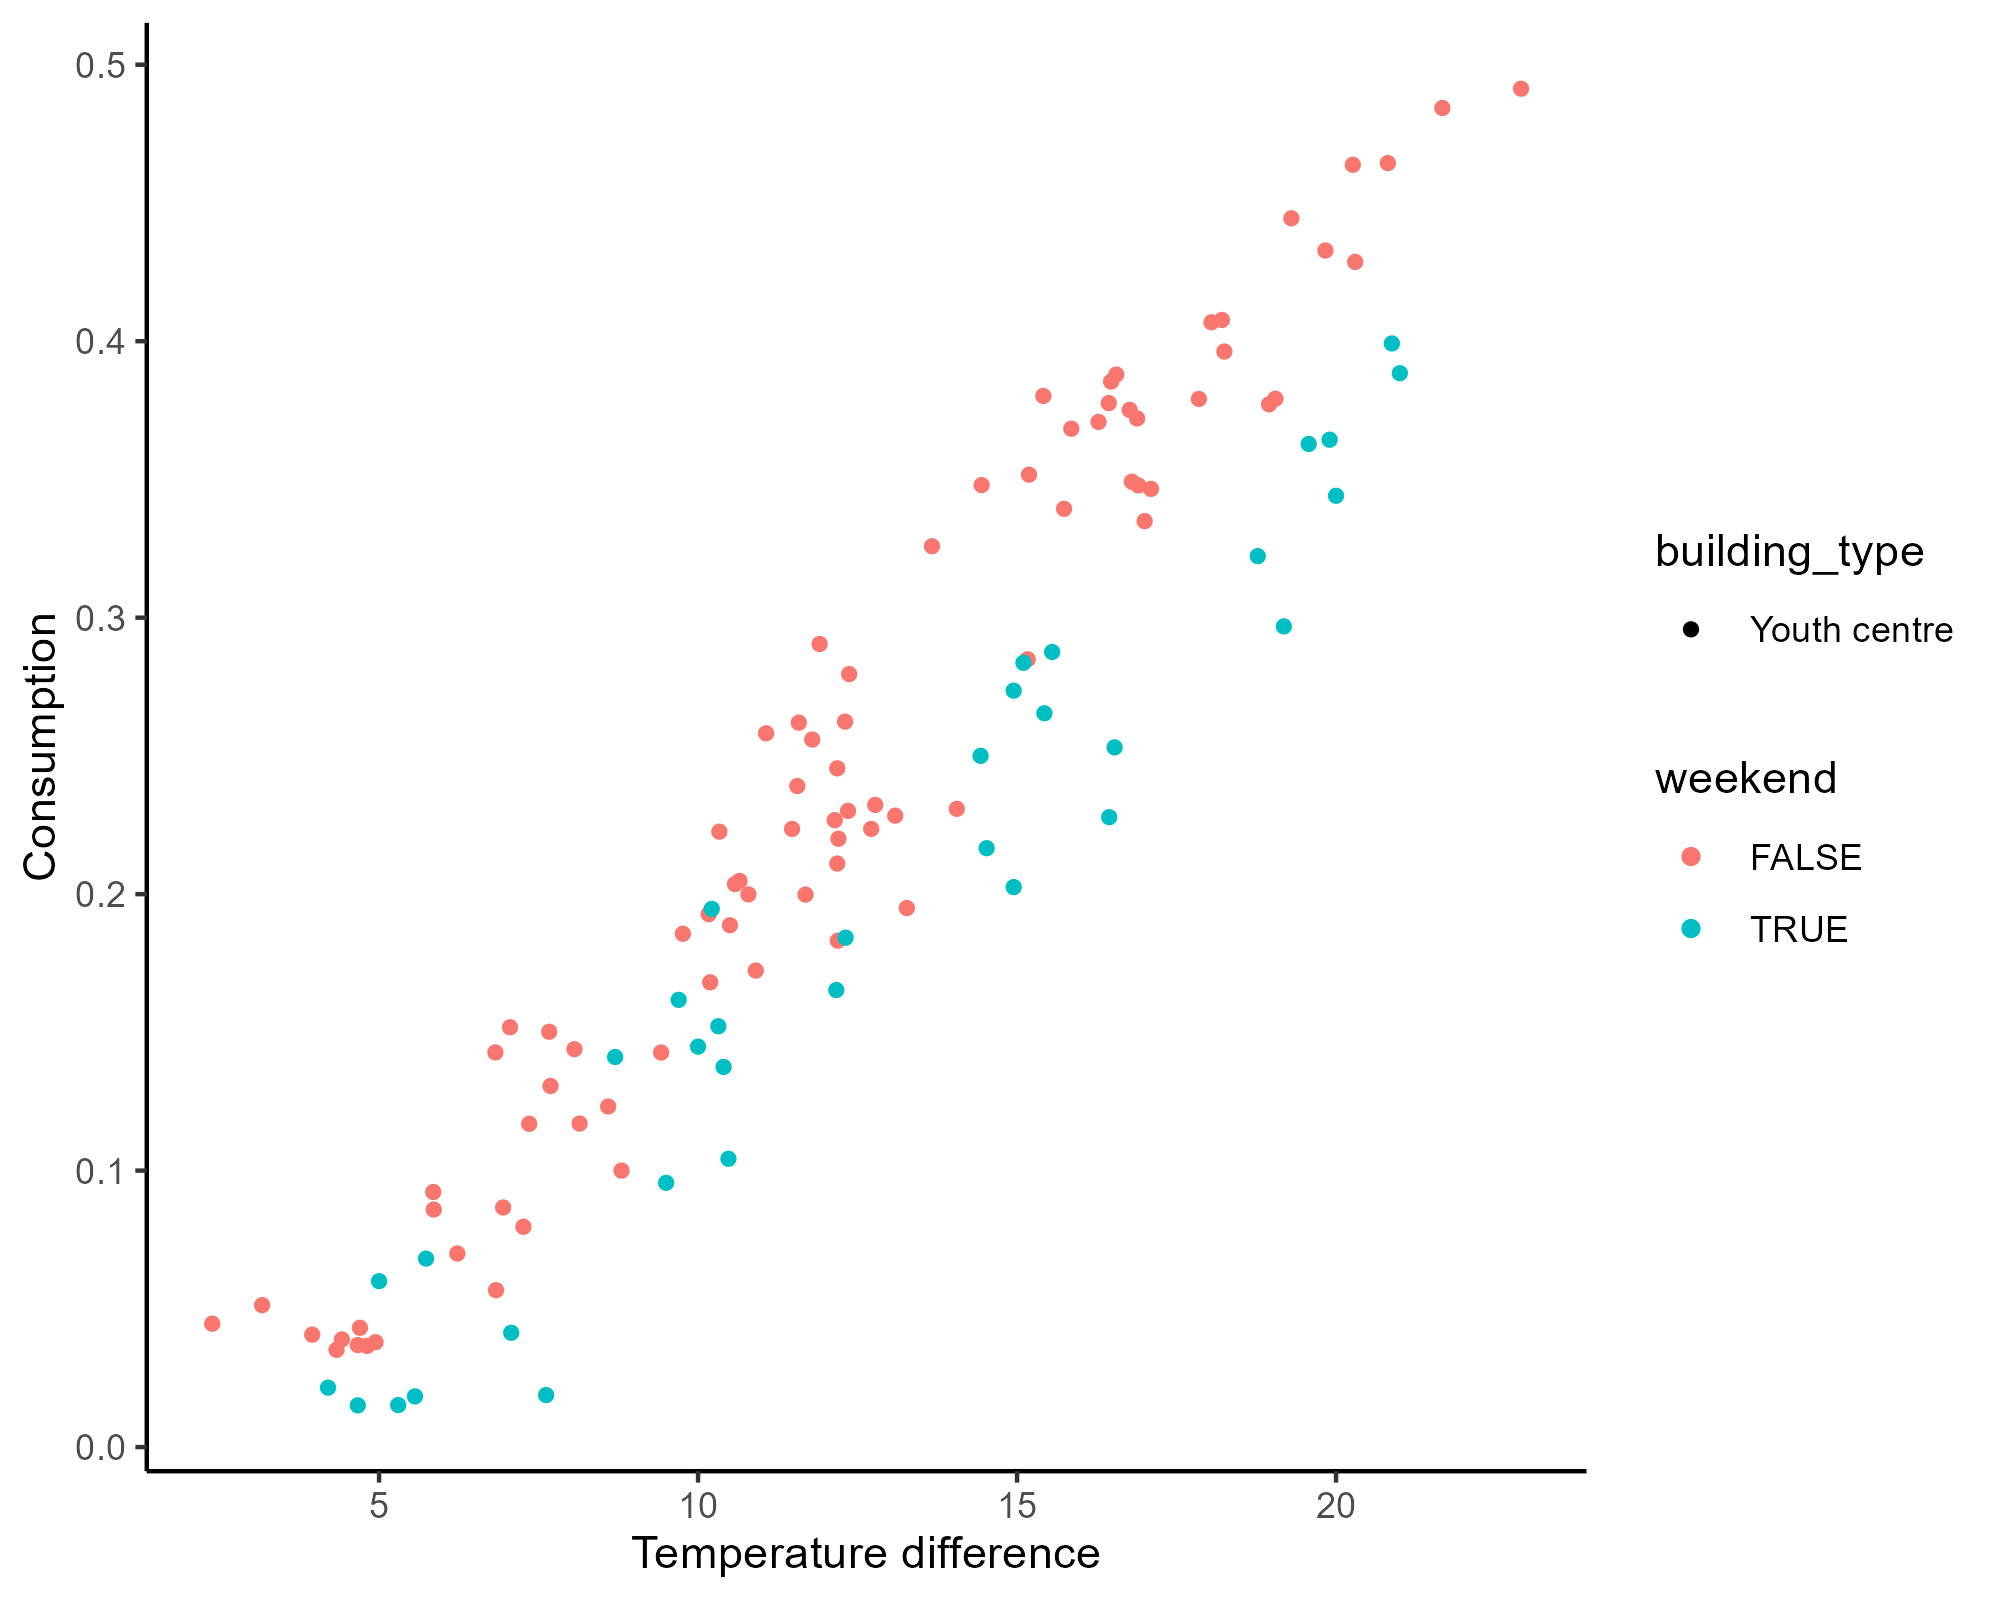 0.5
0.4
0.3
0.2
0.1
0.0
Consumption
5 10 15 20
Temperature difference
building_type
Youth centre
weekend
FALSE
TRUE